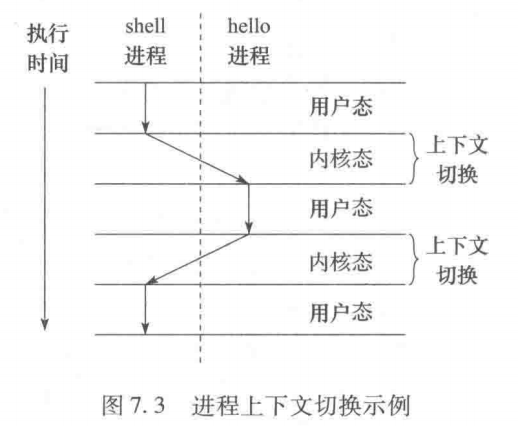 执行
时间
shell
进程
hello
进程
用户态
内核态
上下文
切换
用户态
内核态
上下文
切换
用户态
图 7.3 进程上下文切换示例